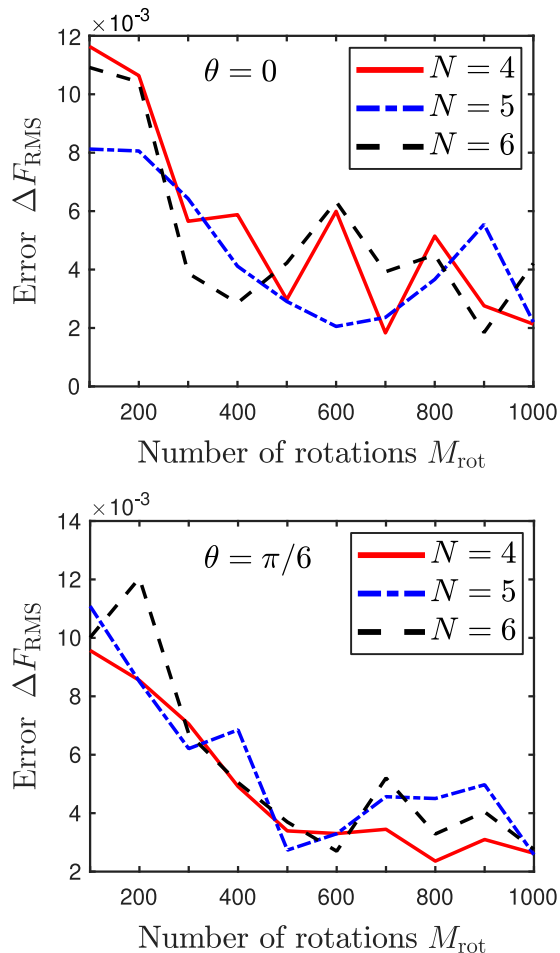 ×10⁻³
12
10
8
6
4
2
0
Error ΔF_RMS
θ = 0
N = 4
N = 5
N = 6
200 400 600 800 1000
Number of rotations M_rot
×10⁻³
14
12
10
8
6
4
2
Error ΔF_RMS
θ = π/6
N = 4
N = 5
N = 6
200 400 600 800 1000
Number of rotations M_rot